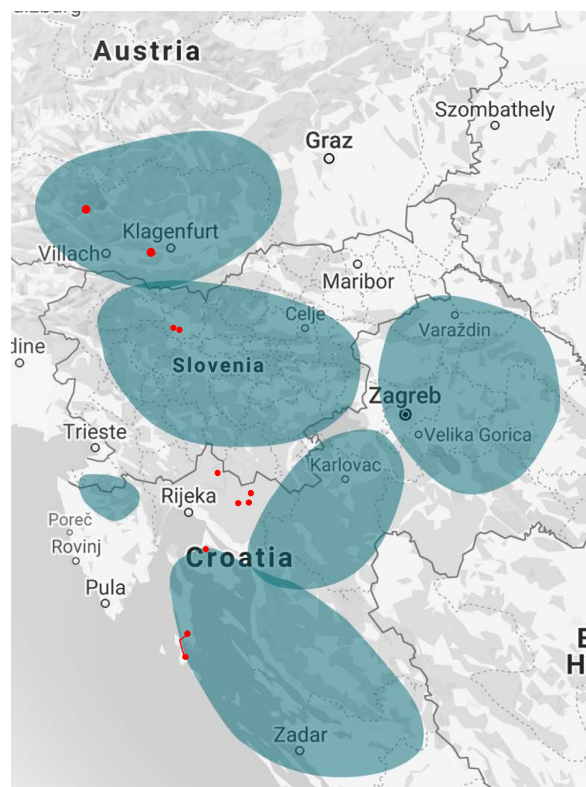 Austria
Szombathely
Graz
Klagenfurt
Villach
Maribor
Celje
Varaždin
Slovenia
Zagreb
Trieste
Velika Gorica
Karlovac
Rijeka
Poreč
Rovinj
Croatia
Pula
Zadar